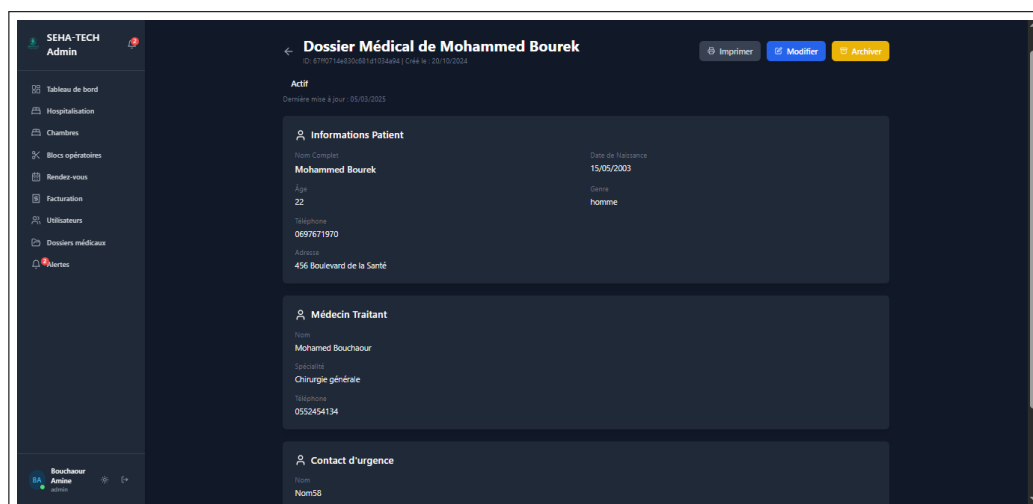 SEHA-TECH
Admin
2
Tableau de bord
Hospitalisation
Chambres
Blocs opératoires
Rendez-vous
Facturation
Utilisateurs
Dossiers médicaux
2
Alertes
BA
Bouchaour
Amine
admin
Dossier Médical de Mohammed Bourek
Créé le : 20/10/2024
Imprimer
Modifier
Archiver
Actif
Dernière mise à jour : 05/03/2025
Informations Patient
Nom Complet
Mohammed Bourek
Date de Naissance
15/05/2003
Âge
22
Genre
homme
Téléphone
0697671970
Adresse
456 Boulevard de la Santé
Médecin Traitant
Nom
Mohamed Bouchaour
Spécialité
Chirurgie générale
Téléphone
0552454134
Contact d'urgence
Nom
Nom58